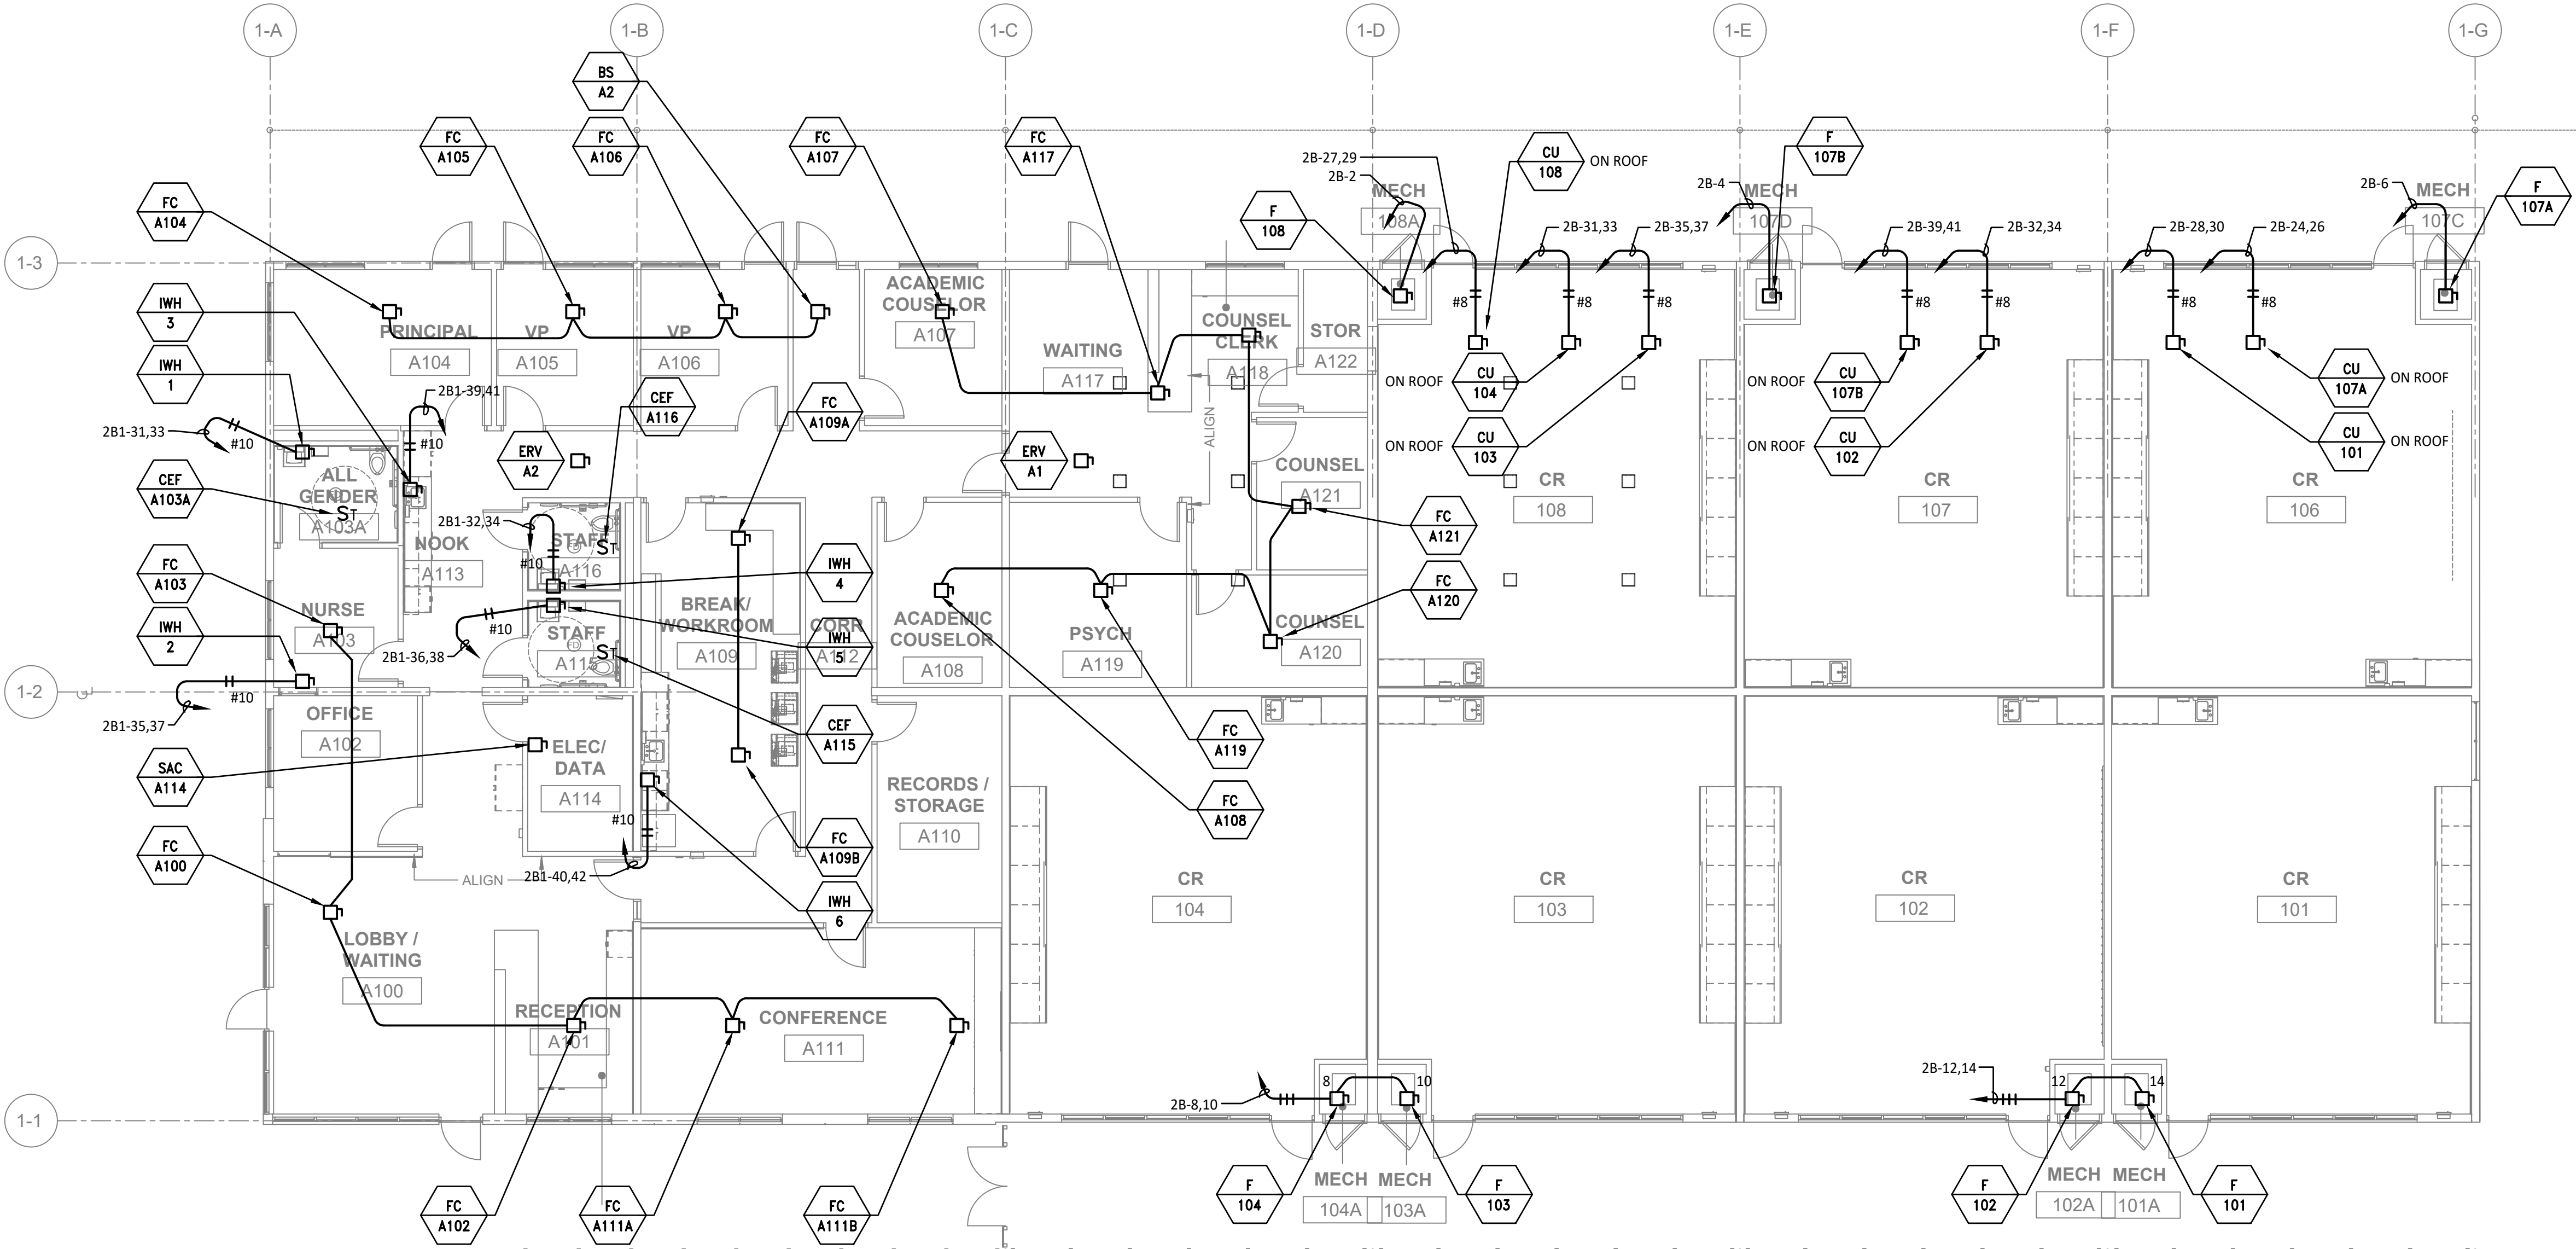 1-A
1-B
1-C
1-D
1-E
1-F
1-G
BS
A2
FC
A105
FC
A106
FC
A107
FC
A117
2B-27,29
2B-2
CU
108
ON ROOF
F
107B
FC
A104
F
108
MECH
108A
2B-4
MECH
107D
2B-6
MECH
107C
F
107A
2B-31,33
2B-35,37
2B-39,41
2B-32,34
2B-28,30
2B-24,26
1-3
IWH
3
PRINCIPAL
A104
VP
A105
VP
A106
ACADEMIC
COUSELOR
A107
WAITING
A117
COUNSEL
CLERK
A118
STOR
A122
#8
#8
#8
#8
#8
#8
#8
IWH
1
2B1-39,41
#10
CEF
A116
FC
A109A
ALIGN
ON ROOF
CU
104
ON ROOF
CU
103
ON ROOF
CU
107B
ON ROOF
CU
102
CU
107A
ON ROOF
CU
101
ON ROOF
2B1-31,33
#10
ERV
A2
ERV
A1
CEF
A103A
ALL
GENDER
A103A
ST
NOOK
A113
2B1-32,34
#10
STAFF
FD
A116
ST
COUNSEL
A121
FC
A121
CR
108
CR
107
CR
106
FC
A103
NURSE
A103
IWH
4
FC
A120
IWH
2
#10
2B1-36,38
STAFF
FD
A115
ST
BREAK/
WORKROOM
A109
CORR
A112
IWH
5
ACADEMIC
COUSELOR
A108
PSYCH
A119
COUNSEL
A120
1-2
#10
2B1-35,37
OFFICE
A102
CEF
A115
FC
A119
SAC
A114
ELEC/
DATA
A114
RECORDS /
STORAGE
A110
FC
A108
#10
FC
A100
FC
A109B
ALIGN
2B1-40,42
IWH
6
CR
104
CR
103
CR
102
CR
101
LOBBY /
WAITING
A100
RECEPTION
A101
CONFERENCE
A111
2B-8,10
8
10
2B-12,14
12
14
1-1
FC
A102
FC
A111A
FC
A111B
F
104
MECH
104A
MECH
103A
F
103
F
102
MECH
102A
MECH
101A
F
101